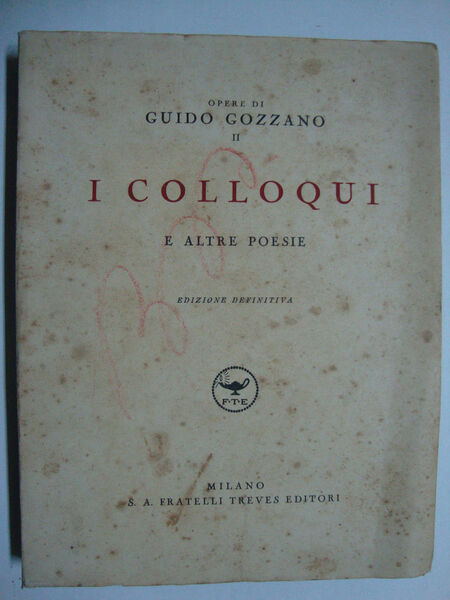 OPERE DI
GUIDO GOZZANO
II
I COLLOQUI
E ALTRE POESIE
EDIZIONE DEFINITIVA
F·T·E
MILANO
S. A. FRATELLI TREVES EDITORI